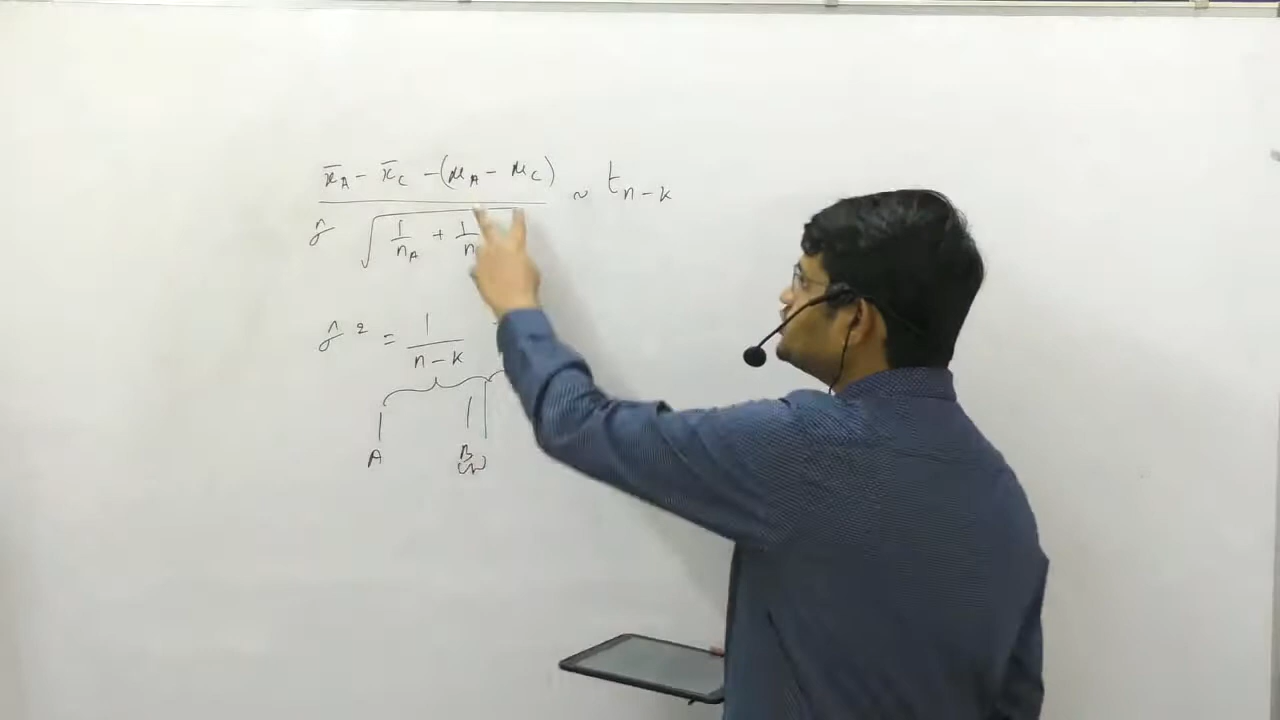 x̄_A − x̄_C − (μ_A − μ_C) ~ t_{n−k}
σ̂ √ 1/n_A + 1/n
σ̂² = 1/(n−k)
A B